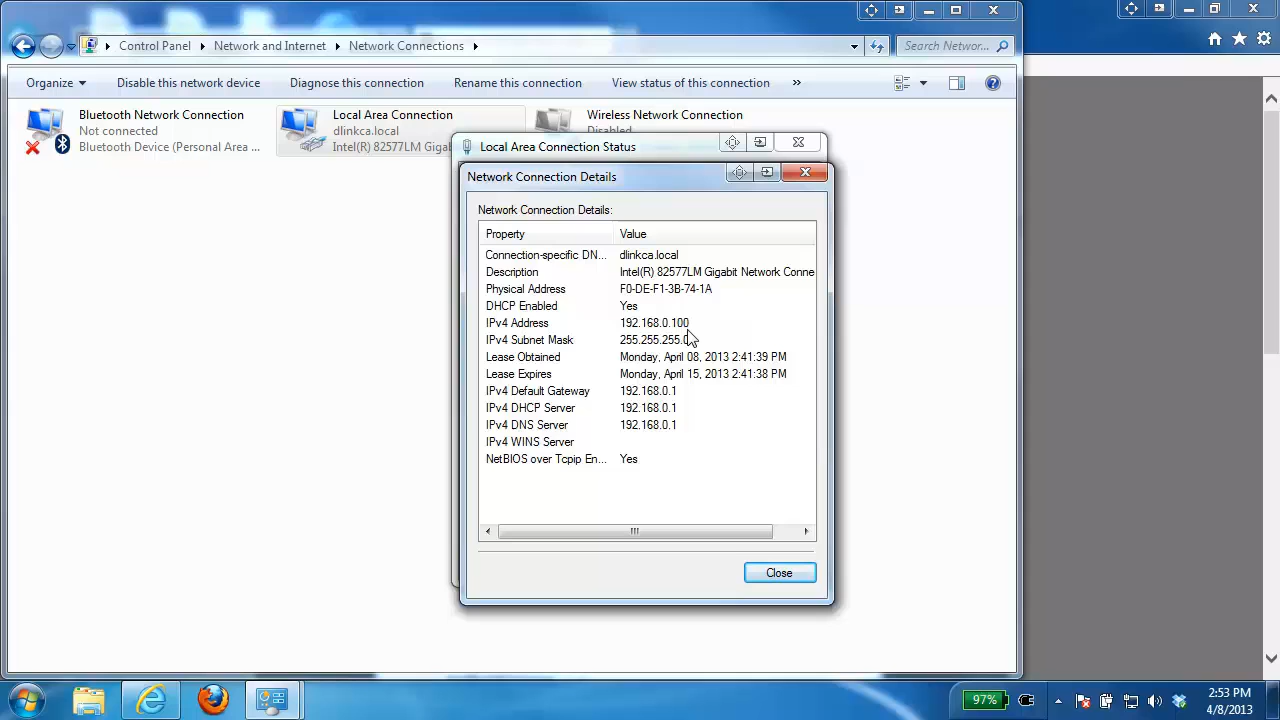 Control Panel
Network and Internet
Network Connections
Search Networ...
Organize
Disable this network device
Diagnose this connection
Rename this connection
View status of this connection
»
Bluetooth Network Connection
Not connected
Bluetooth Device (Personal Area ...
Local Area Connection
dlinkca.local
Intel(R) 82577LM Gigab
Wireless Network Connection
Disabled
Local Area Connection Status
Network Connection Details
Network Connection Details:
Property Value
Connection-specific DN... dlinkca.local
Description Intel(R) 82577LM Gigabit Network Conne
Physical Address F0-DE-F1-3B-74-1A
DHCP Enabled Yes
IPv4 Address 192.168.0.100
IPv4 Subnet Mask 255.255.255.0
Lease Obtained Monday, April 08, 2013 2:41:39 PM
Lease Expires Monday, April 15, 2013 2:41:38 PM
IPv4 Default Gateway 192.168.0.1
IPv4 DHCP Server 192.168.0.1
IPv4 DNS Server 192.168.0.1
IPv4 WINS Server
NetBIOS over Tcpip En... Yes
Close
97%
2:53 PM
4/8/2013